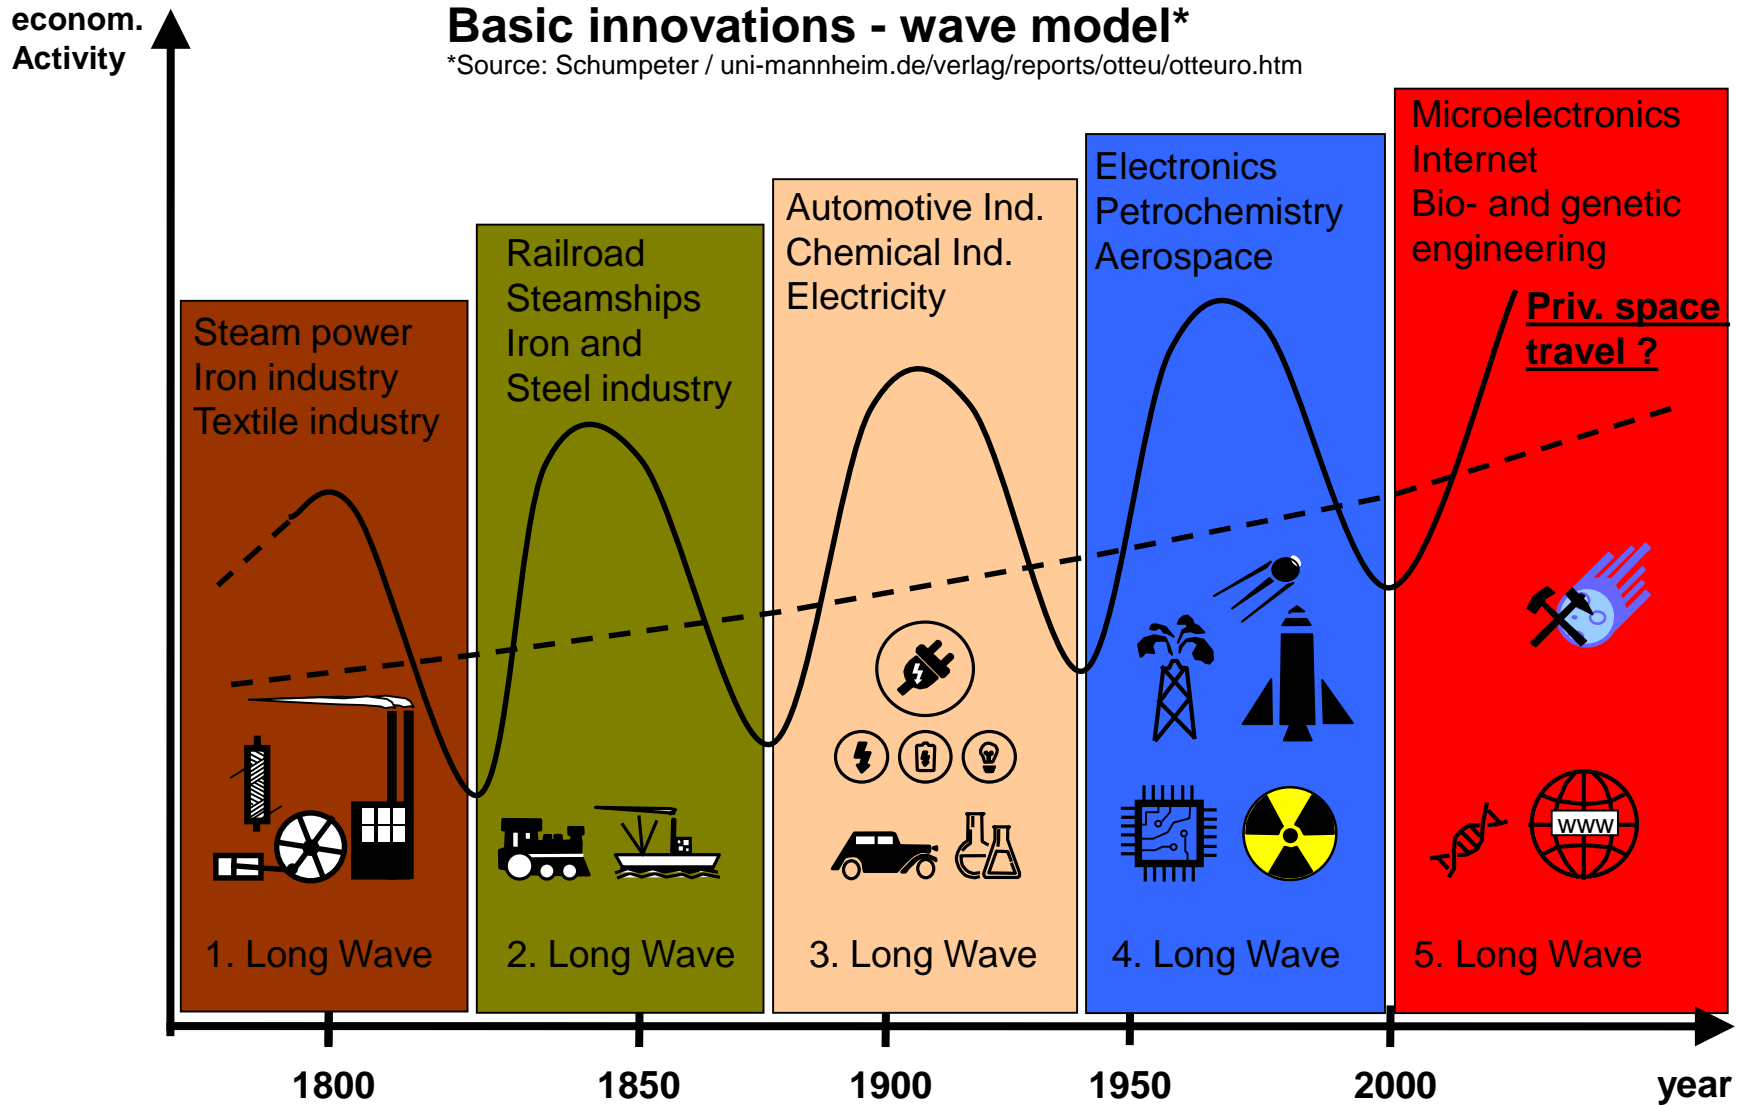 econom.
Activity
Basic innovations - wave model*
*Source: Schumpeter / uni-mannheim.de/verlag/reports/otteu/otteuro.htm
Steam power
Iron industry
Textile industry
1. Long Wave
Railroad
Steamships
Iron and
Steel industry
2. Long Wave
Automotive Ind.
Chemical Ind.
Electricity
3. Long Wave
Electronics
Petrochemistry
Aerospace
4. Long Wave
Microelectronics
Internet
Bio- and genetic
engineering
Priv. space
travel ?
www
5. Long Wave
1800
1850
1900
1950
2000
year